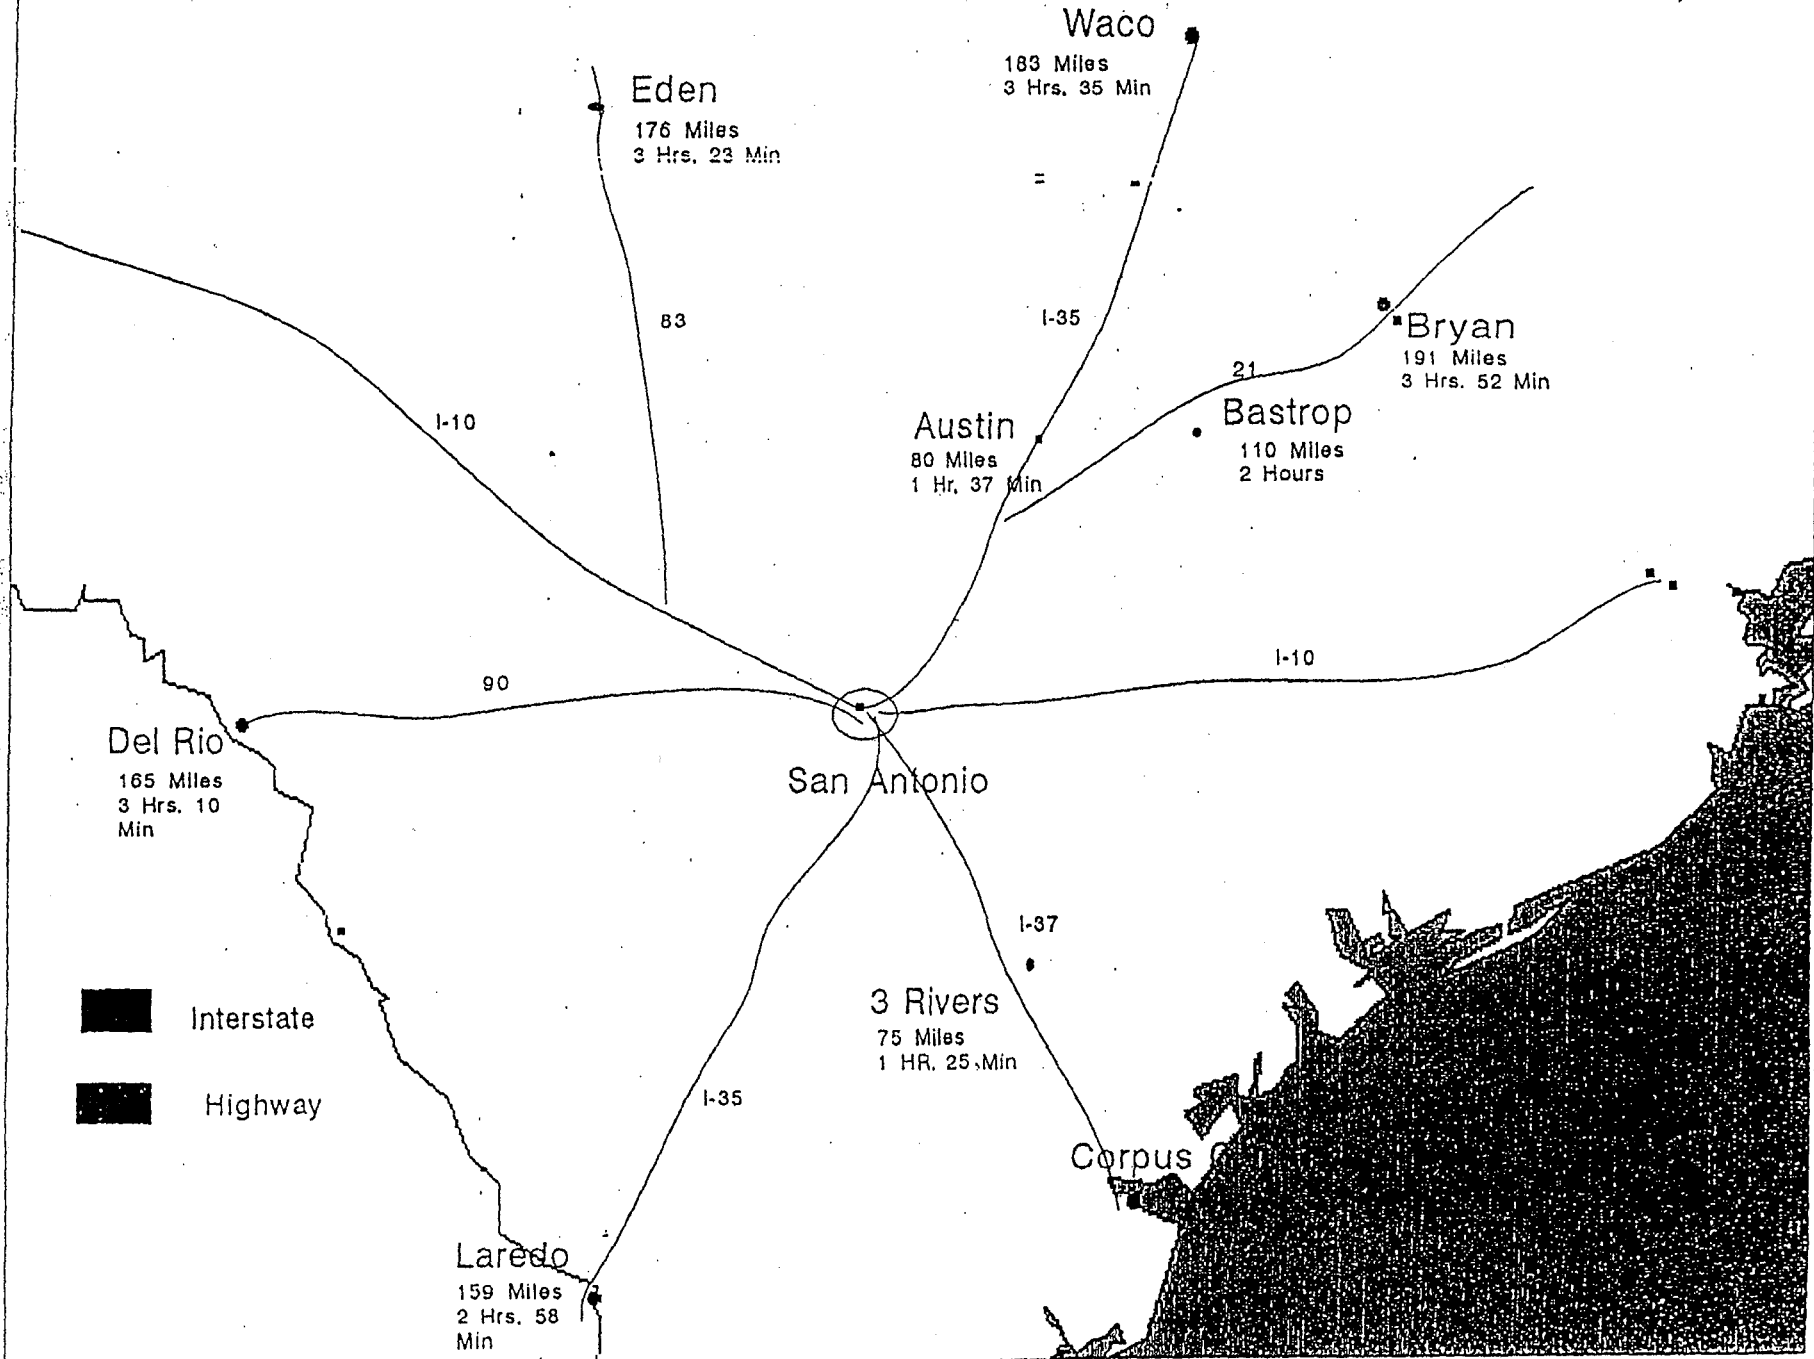 Waco
183 Miles
3 Hrs. 35 Min
Eden
176 Miles
3 Hrs. 23 Min
83
I-35
Bryan
191 Miles
3 Hrs. 52 Min
21
I-10
Austin
80 Miles
1 Hr. 37 Min
Bastrop
110 Miles
2 Hours
I-10
90
Del Rio
165 Miles
3 Hrs. 10
Min
San Antonio
I-37
3 Rivers
75 Miles
1 HR. 25 Min
Interstate
Highway
I-35
Corpus
Laredo
159 Miles
2 Hrs. 58
Min